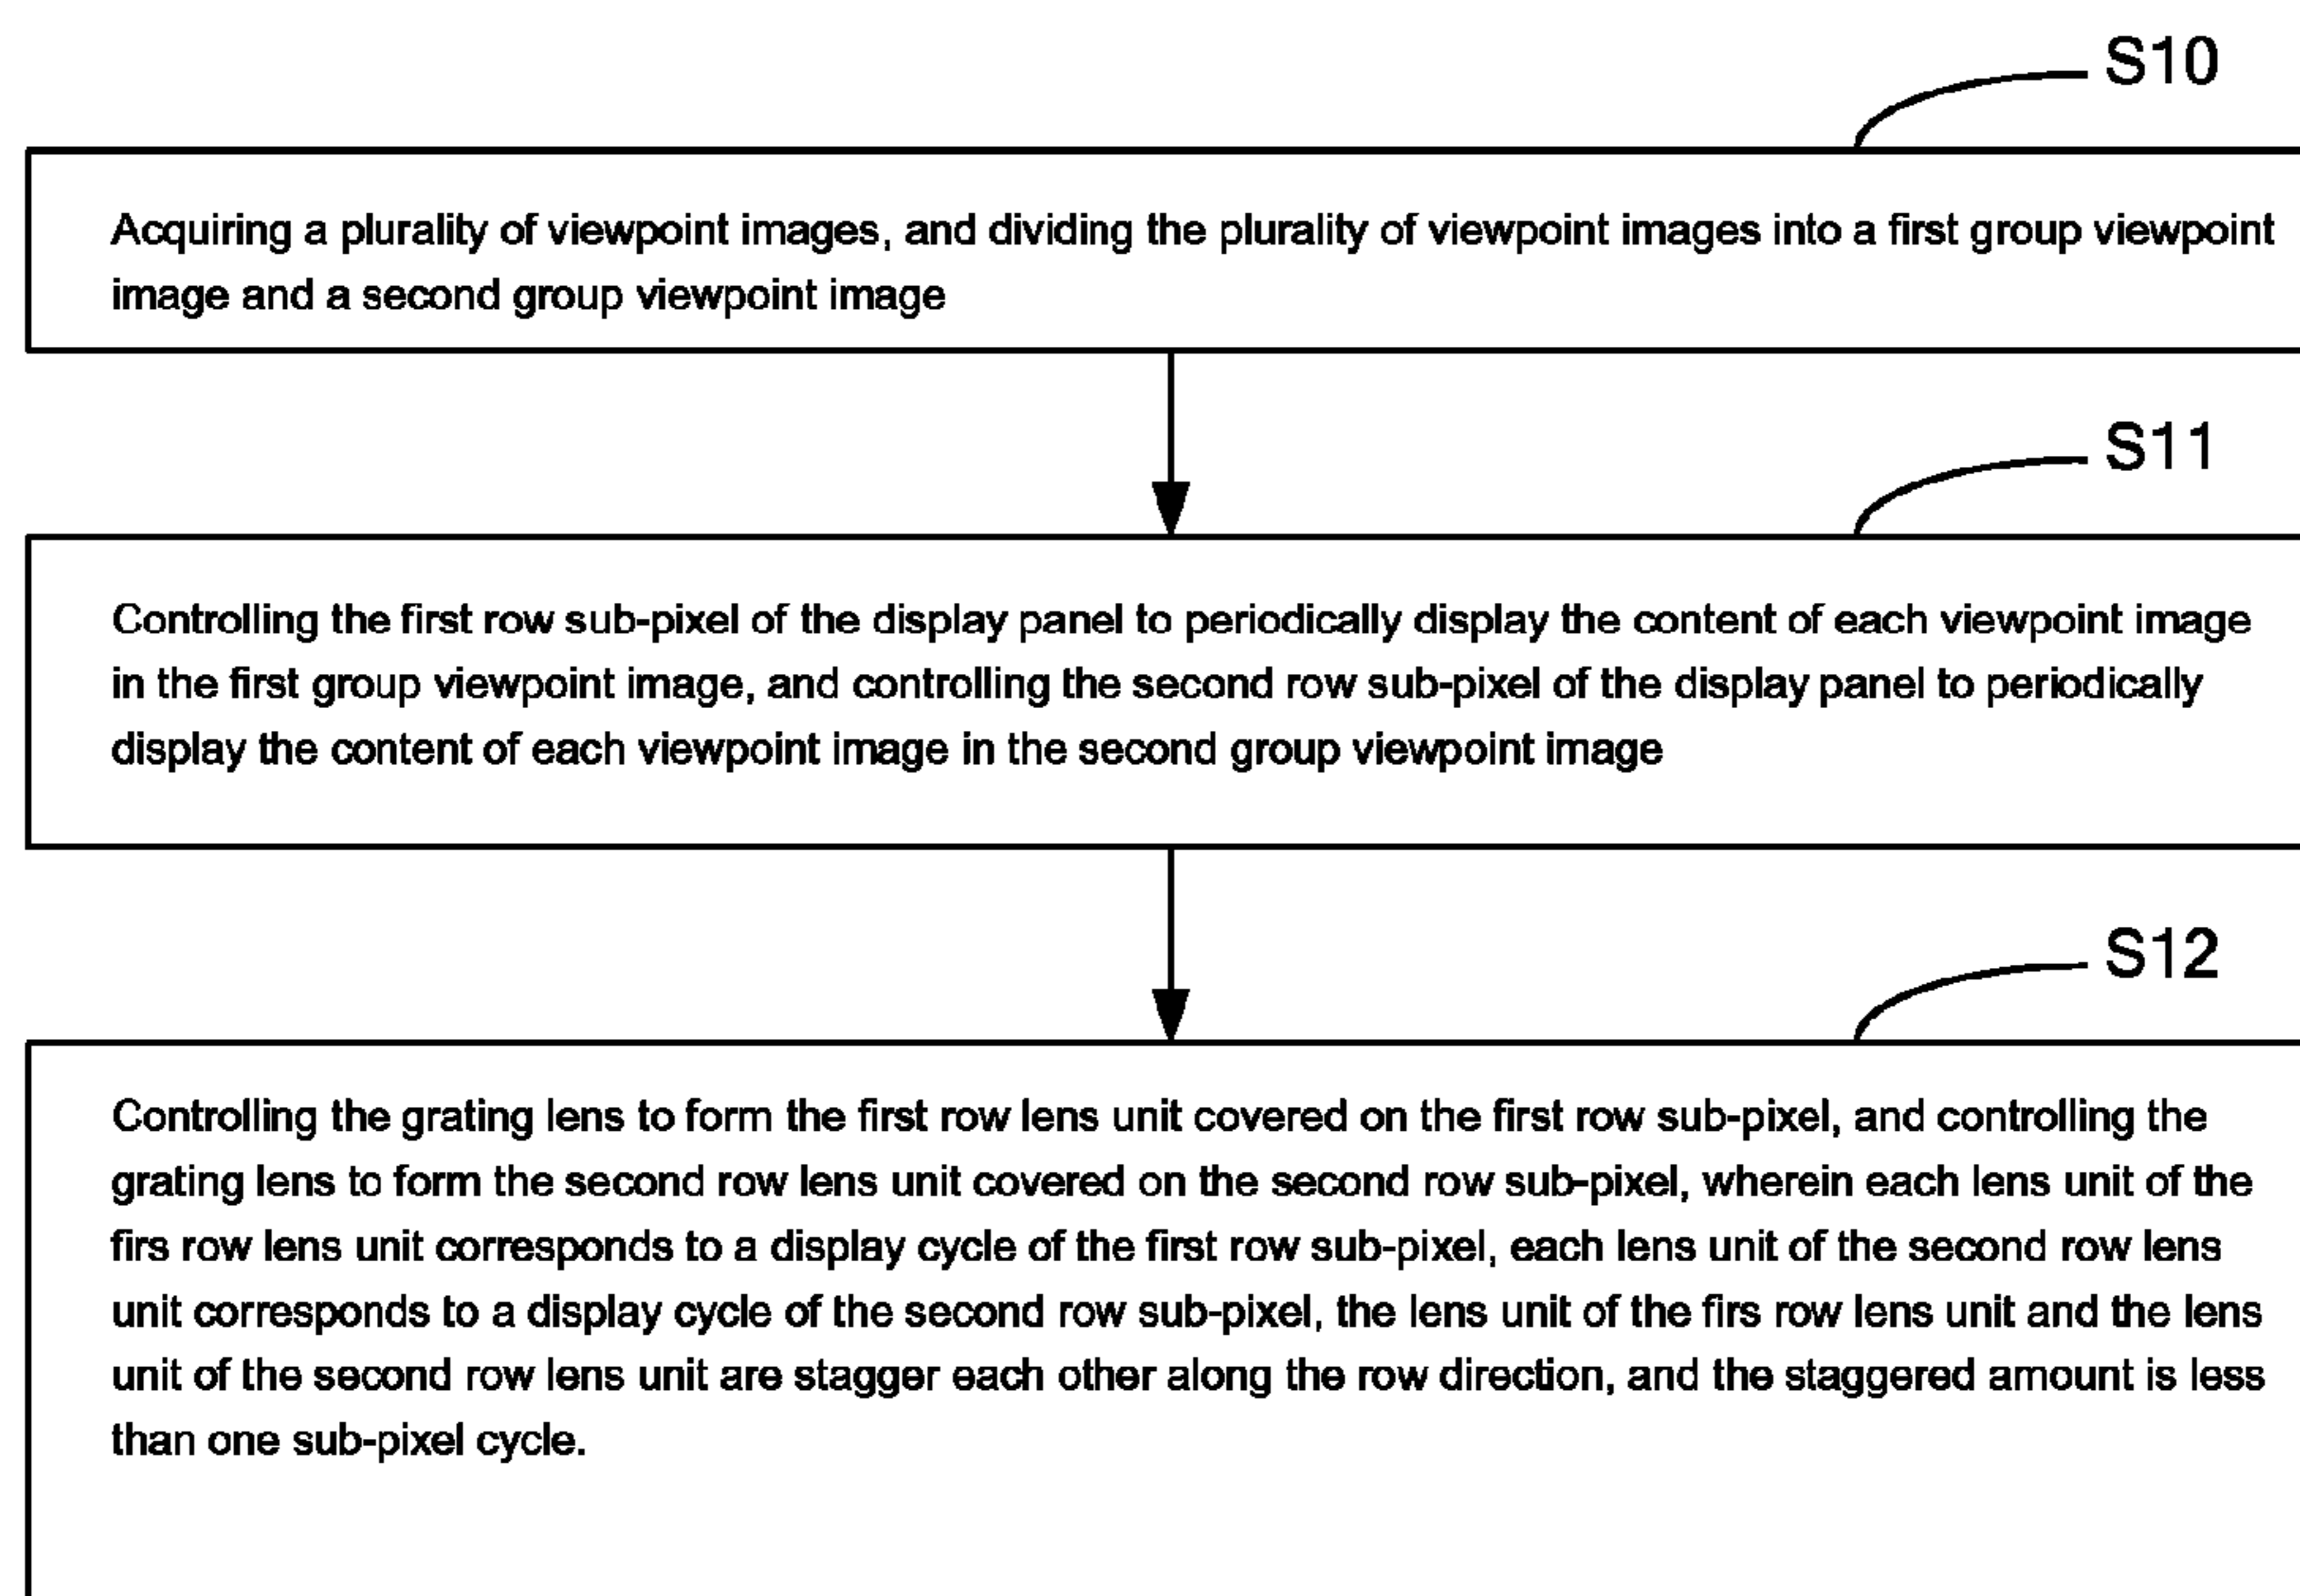 S10
Acquiring a plurality of viewpoint images, and dividing the plurality of viewpoint images into a first group viewpoint
image and a second group viewpoint image
S11
Controlling the first row sub-pixel of the display panel to periodically display the content of each viewpoint image
in the first group viewpoint image, and controlling the second row sub-pixel of the display panel to periodically
display the content of each viewpoint image in the second group viewpoint image
S12
Controlling the grating lens to form the first row lens unit covered on the first row sub-pixel, and controlling the
grating lens to form the second row lens unit covered on the second row sub-pixel, wherein each lens unit of the
firs row lens unit corresponds to a display cycle of the first row sub-pixel, each lens unit of the second row lens
unit corresponds to a display cycle of the second row sub-pixel, the lens unit of the firs row lens unit and the lens
unit of the second row lens unit are stagger each other along the row direction, and the staggered amount is less
than one sub-pixel cycle.